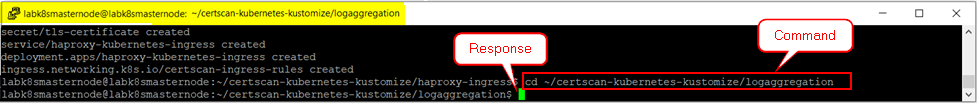 labk8smasternode@labk8smasternode: ~/certscan-kubernetes-kustomize/logaggregation
secret/tls-certificate created
service/haproxy-kubernetes-ingress created
deployment.apps/haproxy-kubernetes-ingress created
ingress.networking.k8s.io/certscan-ingress-rules created
Response
Command
labk8smasternode@labk8smasternode:~/certscan-kubernetes-kustomize/haproxy-ingress$ cd ~/certscan-kubernetes-kustomize/logaggregation
labk8smasternode@labk8smasternode:~/certscan-kubernetes-kustomize/logaggregation$